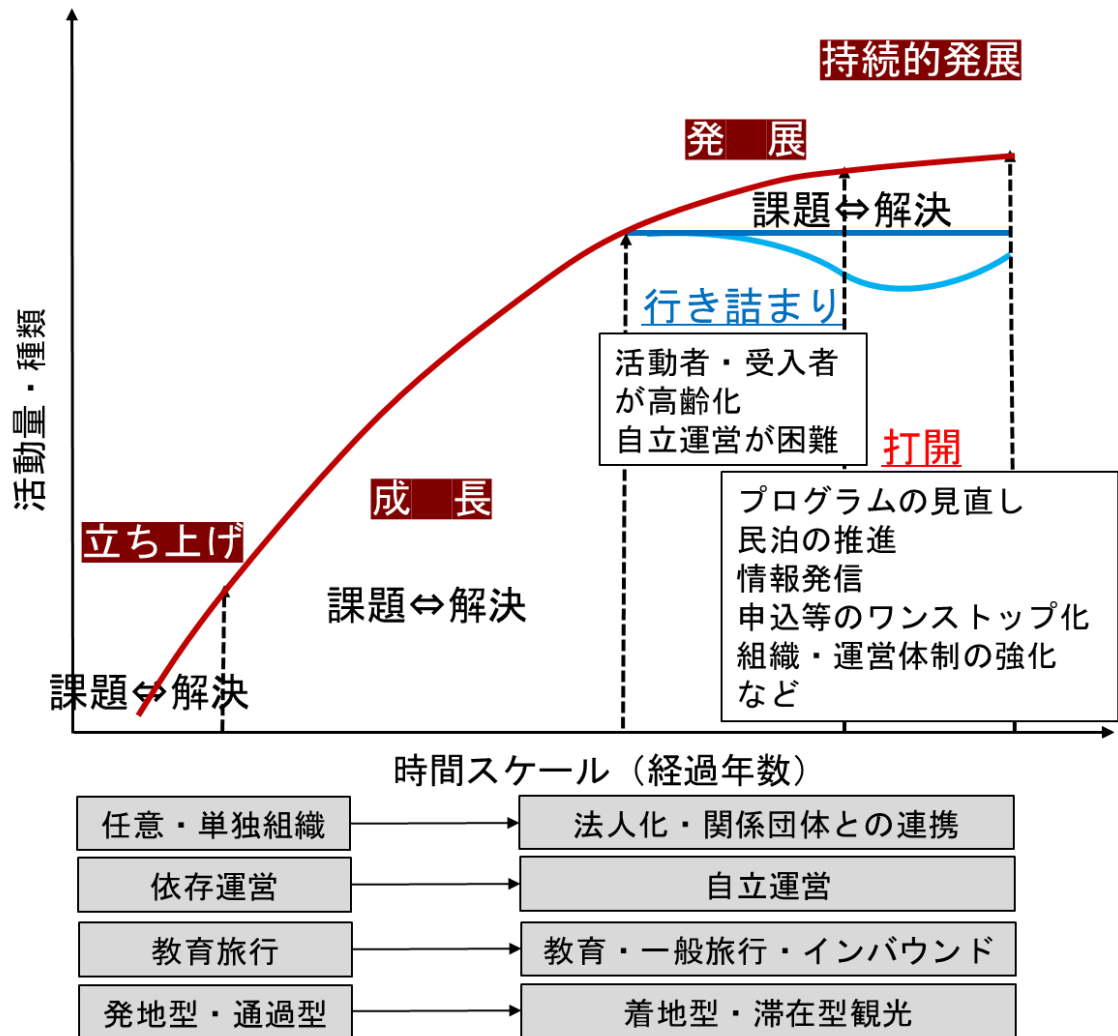 持続的発展
発　展
課題⇔解決
行き詰まり
活動者・受入者
が高齢化
自立運営が困難
打開
プログラムの見直し
民泊の推進
情報発信
申込等のワンストップ化
組織・運営体制の強化
など
活動量・種類
成　長
立ち上げ
課題⇔解決
課題⇔解決
時間スケール（経過年数）
任意・単独組織
法人化・関係団体との連携
依存運営
自立運営
教育旅行
教育・一般旅行・インバウンド
発地型・通過型
着地型・滞在型観光